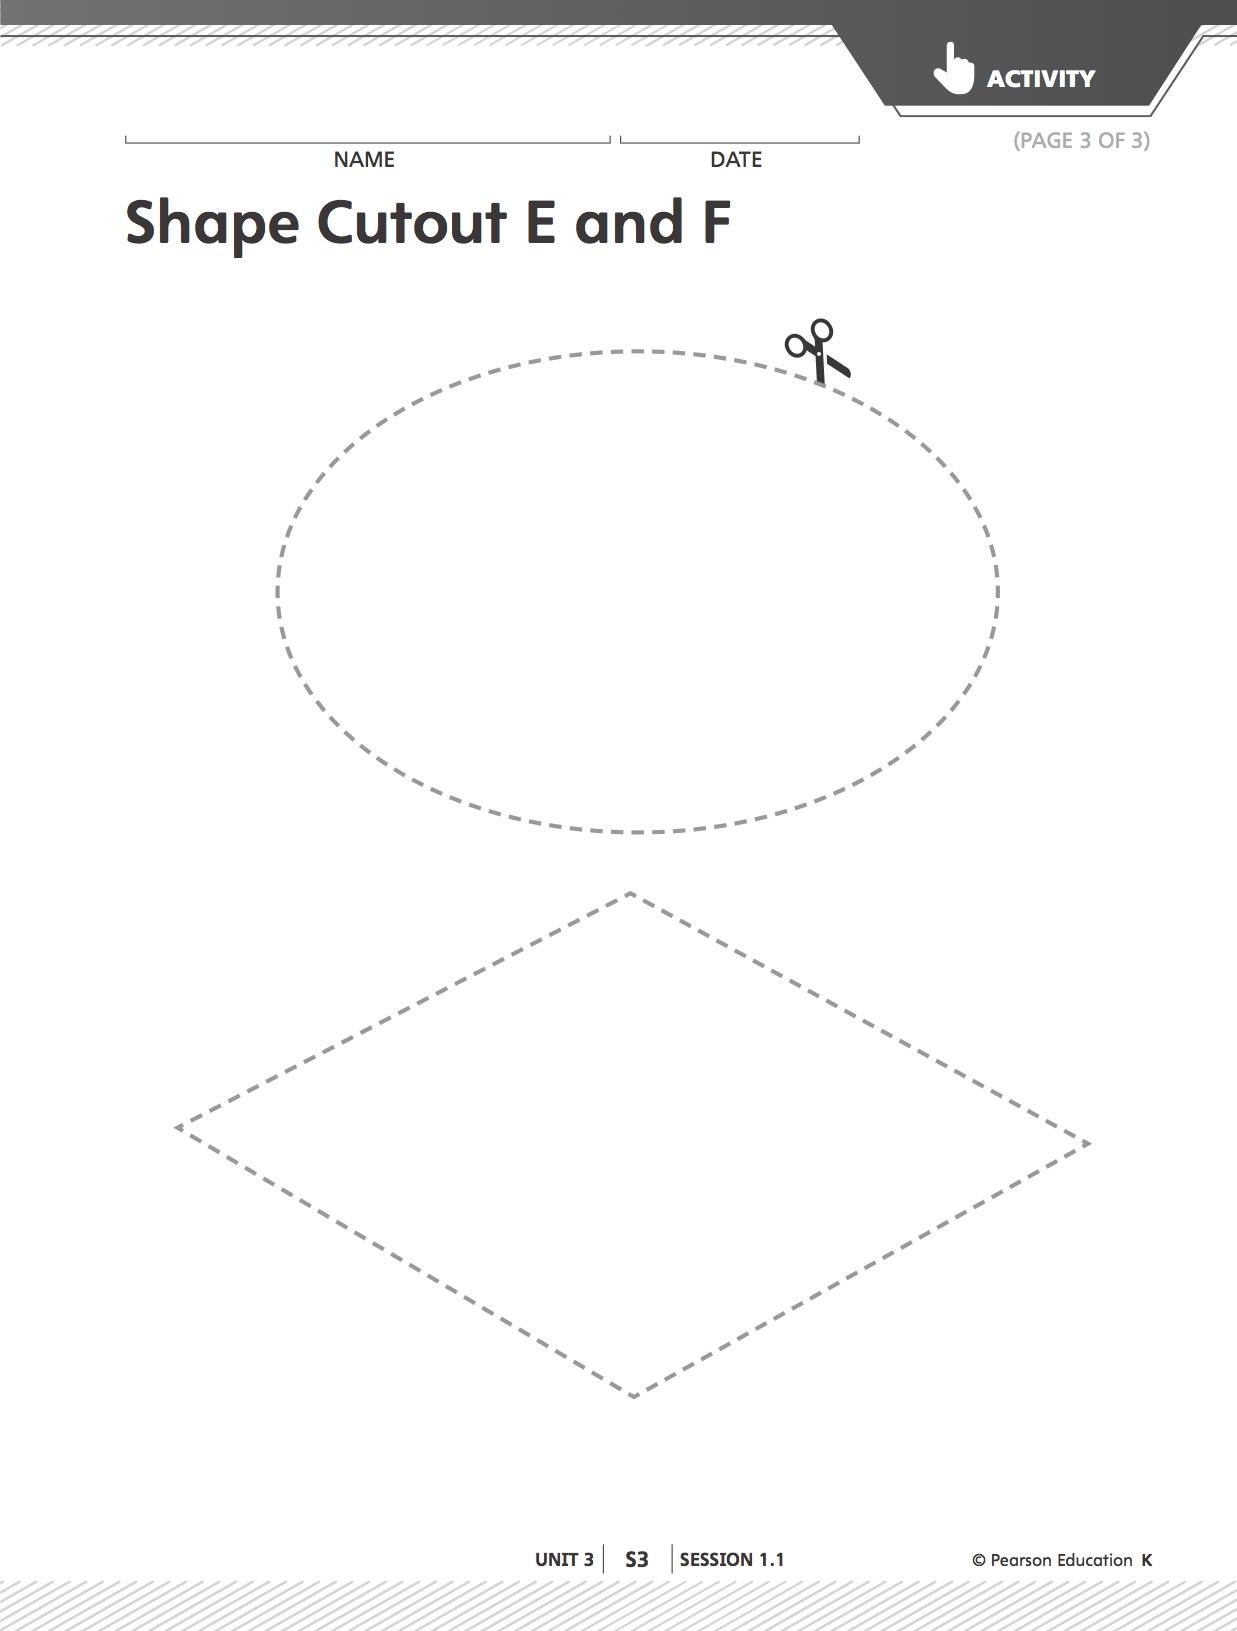 ACTIVITY
(PAGE 3 OF 3)
NAME DATE
Shape Cutout E and F
UNIT 3 S3 SESSION 1.1 © Pearson Education K